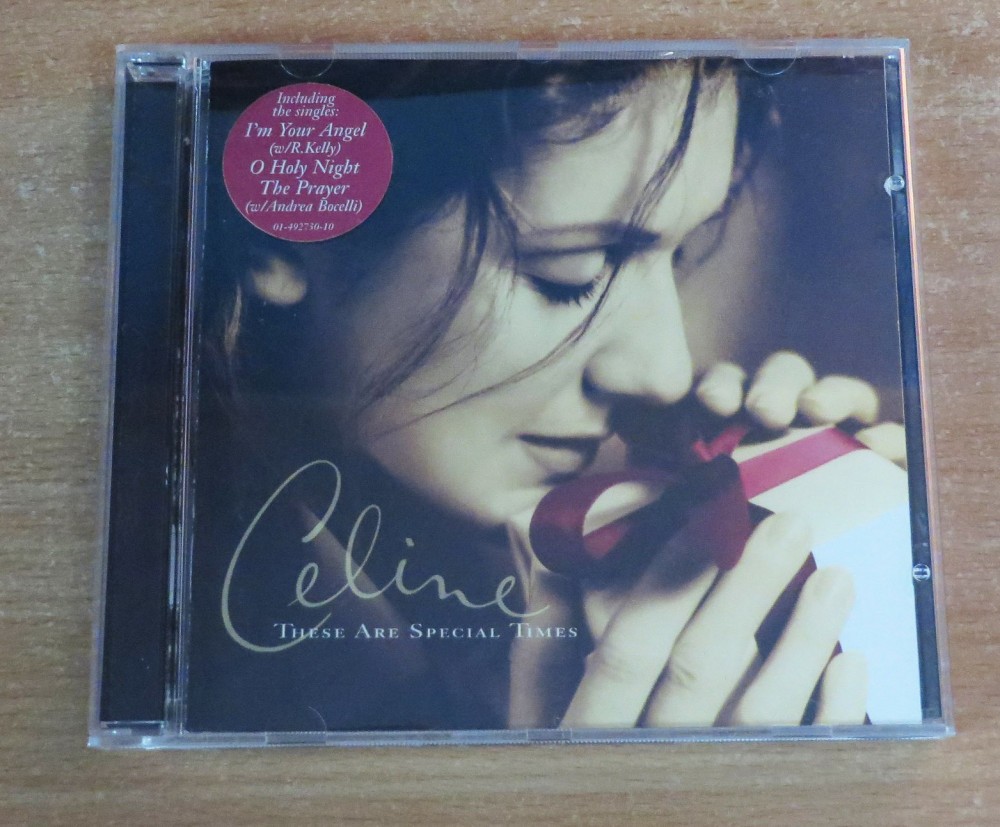 Including
the singles:
I'm Your Angel
(w/R.Kelly)
O Holy Night
The Prayer
(w/Andrea Bocelli)
01-492730-10
Celine
THESE ARE SPECIAL TIMES